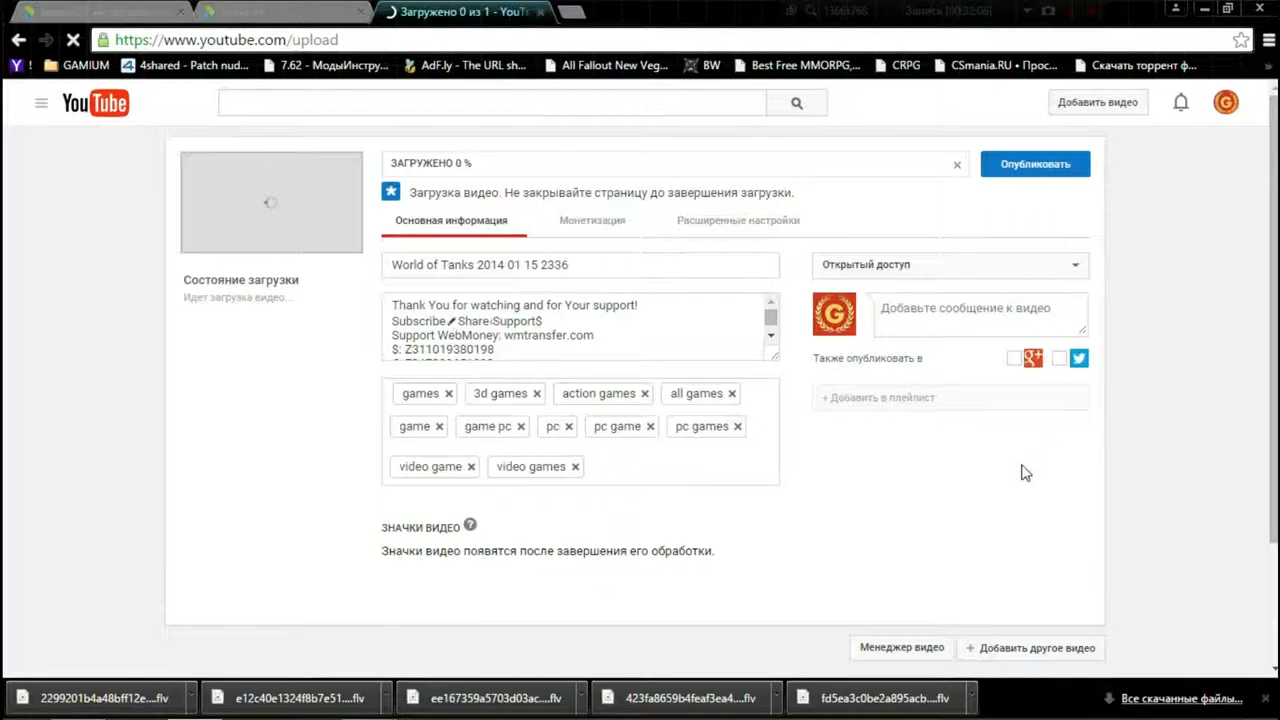 Загружено 0 из 1 - YouT
https://www.youtube.com/upload
Y !
GAMIUM
4shared - Patch nud...
7.62 - МодыИнстру...
AdF.ly - The URL sh...
All Fallout New Veg...
BW
Best Free MMORPG,...
CRPG
CSmania.RU • Прос...
Скачать торрент ф...
»
YouTube
Добавить видео
G
ЗАГРУЖЕНО 0 %
Опубликовать
Загрузка видео. Не закрывайте страницу до завершения загрузки.
Основная информация
Монетизация
Расширенные настройки
Состояние загрузки
Идет загрузка видео...
World of Tanks 2014 01 15 2336
Открытый доступ
Thank You for watching and for Your support!
Subscribe Share Support$
Support WebMoney: wmtransfer.com
$: Z311019380198
G
Добавьте сообщение к видео
Также опубликовать в
g+
+ Добавить в плейлист
games
3d games
action games
all games
game
game pc
pc
pc game
pc games
video game
video games
ЗНАЧКИ ВИДЕО ?
Значки видео появятся после завершения его обработки.
Менеджер видео
+ Добавить другое видео
2299201b4a48bff12e....flv
e12c40e1324f8b7e51....flv
ee167359a5703d03ac....flv
423fa8659b4feaf3ea4....flv
fd5ea3c0be2a895acb....flv
Все скачанные файлы...